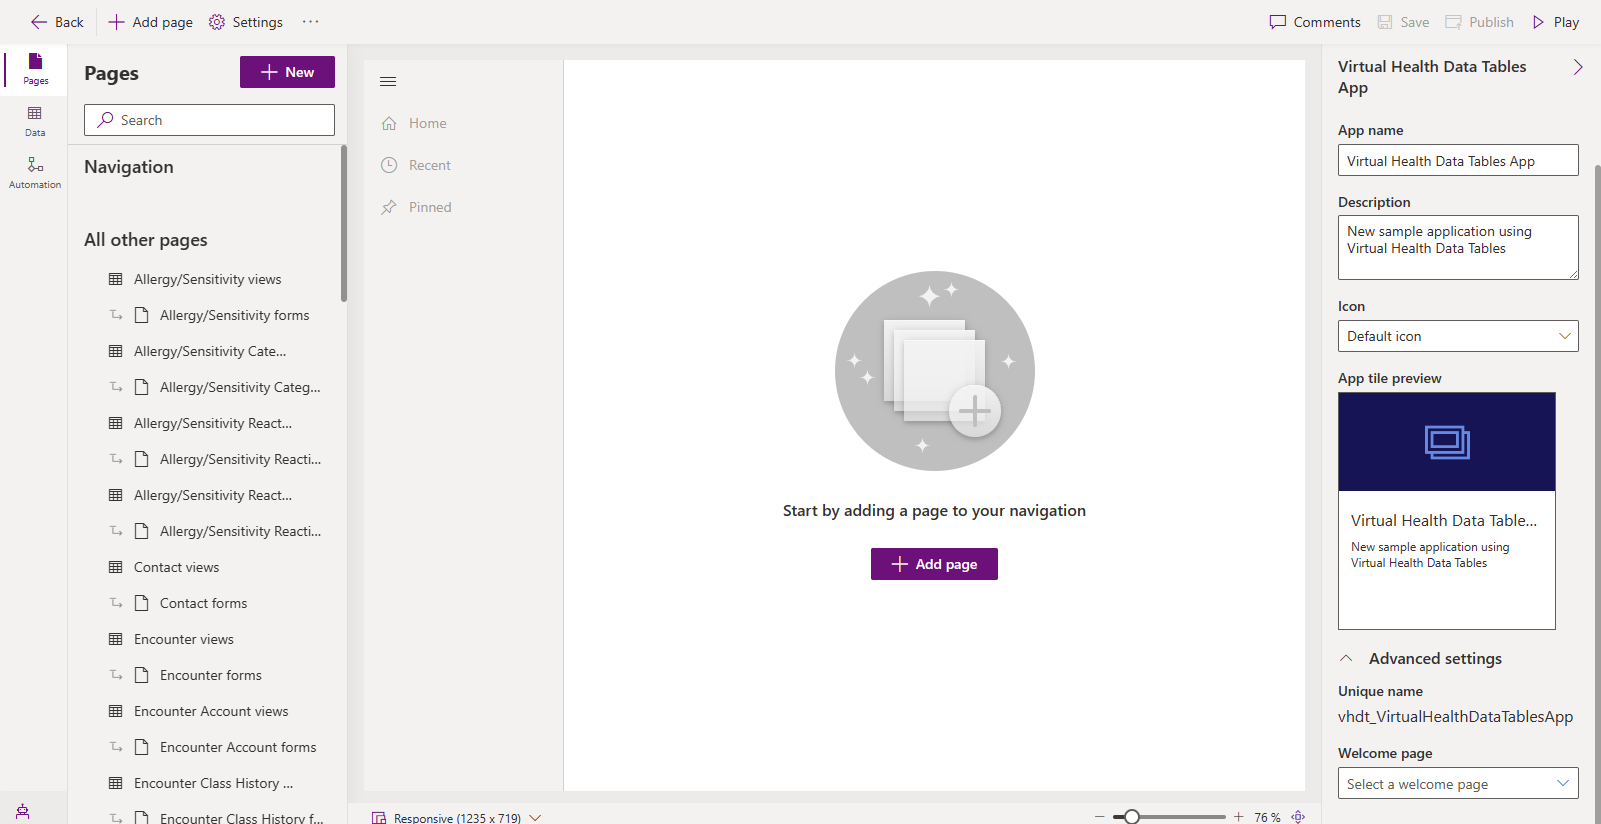 Back
Add page
Settings
Comments
Save
Publish
Play
Pages
Data
Automation
Pages
New
Search
Navigation
All other pages
Allergy/Sensitivity views
Allergy/Sensitivity forms
Allergy/Sensitivity Cate...
Allergy/Sensitivity Categ...
Allergy/Sensitivity React...
Allergy/Sensitivity Reacti...
Allergy/Sensitivity React...
Allergy/Sensitivity Reacti...
Contact views
Contact forms
Encounter views
Encounter forms
Encounter Account views
Encounter Account forms
Encounter Class History ...
Encounter Class History f...
Home
Recent
Pinned
Start by adding a page to your navigation
Add page
Responsive (1235 x 719)
76 %
Virtual Health Data Tables
App
App name
Virtual Health Data Tables App
Description
New sample application using
Virtual Health Data Tables
Icon
Default icon
App tile preview
Virtual Health Data Table...
New sample application using
Virtual Health Data Tables
Advanced settings
Unique name
vhdt_VirtualHealthDataTablesApp
Welcome page
Select a welcome page